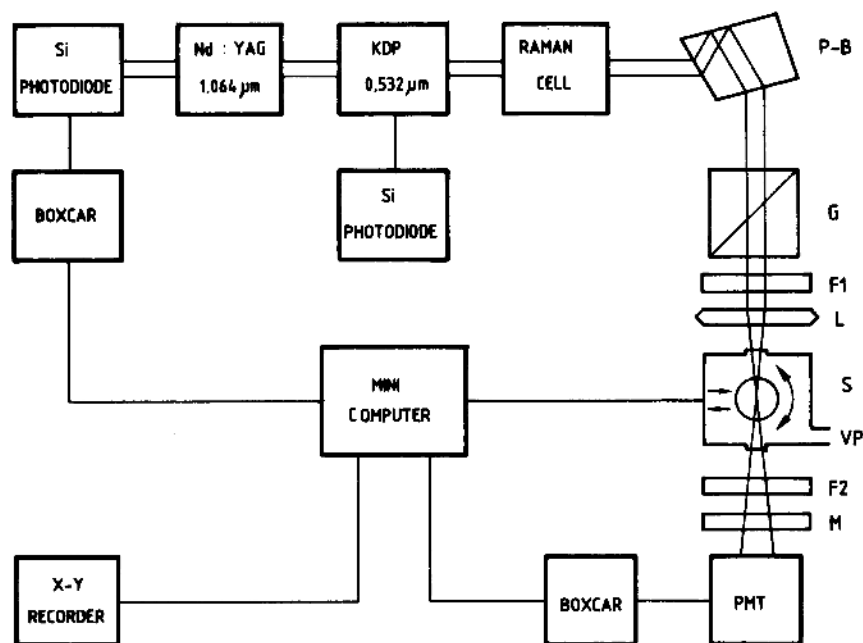 Si
PHOTODIODE
Nd : YAG
1.064 µm
KDP
0,532 µm
RAMAN
CELL
P-B
BOXCAR
Si
PHOTODIODE
G
F1
L
MINI
COMPUTER
S
VP
F2
M
X-Y
RECORDER
BOXCAR
PMT